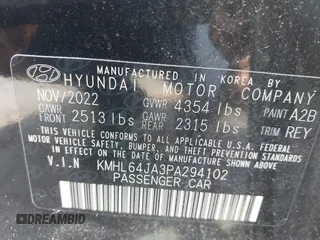 MANUFACTURED IN KOREA BY
HYUNDAI MOTOR COMPANY
NOV/2022 GVWR 4354 lbs PAINT A2B
GAWR FRONT 2513 lbs GAWR REAR 2315 lbs TRIM REY
THIS VEHICLE CONFORMS TO ALL APPLICABLE U.S.A. FEDERAL
MOTOR VEHICLE SAFETY, BUMPER, AND THEFT PREVENTION
STANDARDS IN EFFECT ON THE DATE OF MANUFACTURE SHOWN ABOVE.
V.I.N KMHL64JA3PA294102
PASSENGER CAR
DREAMBID